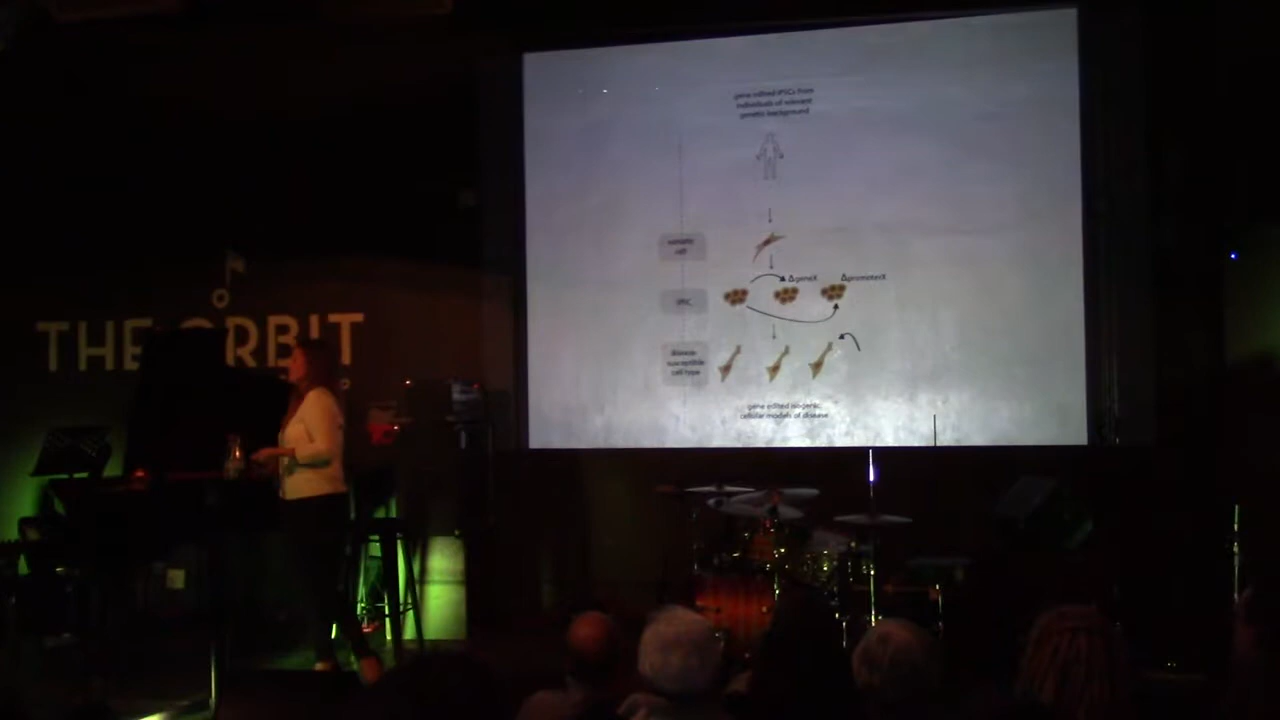 gene edited iPSCs from
individuals of relevant
genetic background
somatic
cell
ΔgeneX
ΔpromoterX
iPSC
disease
susceptible
cell type
gene edited isogenic
cellular models of disease
THE ORBIT